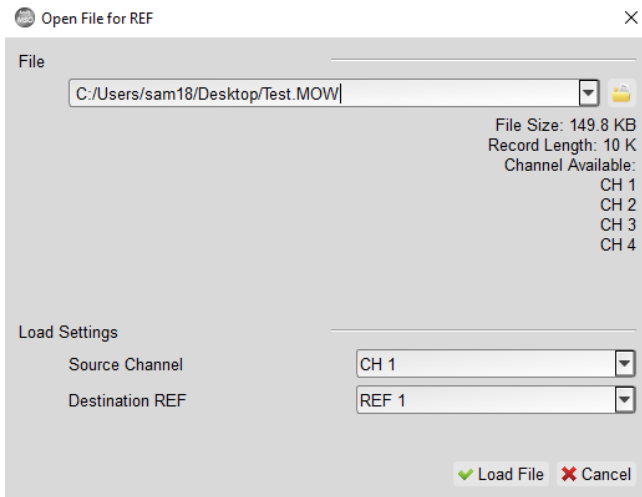 Open File for REF
File
C:/Users/sam18/Desktop/Test.MOW
File Size: 149.8 KB
Record Length: 10 K
Channel Available:
CH 1
CH 2
CH 3
CH 4
Load Settings
Source Channel CH 1
Destination REF REF 1
Load File Cancel